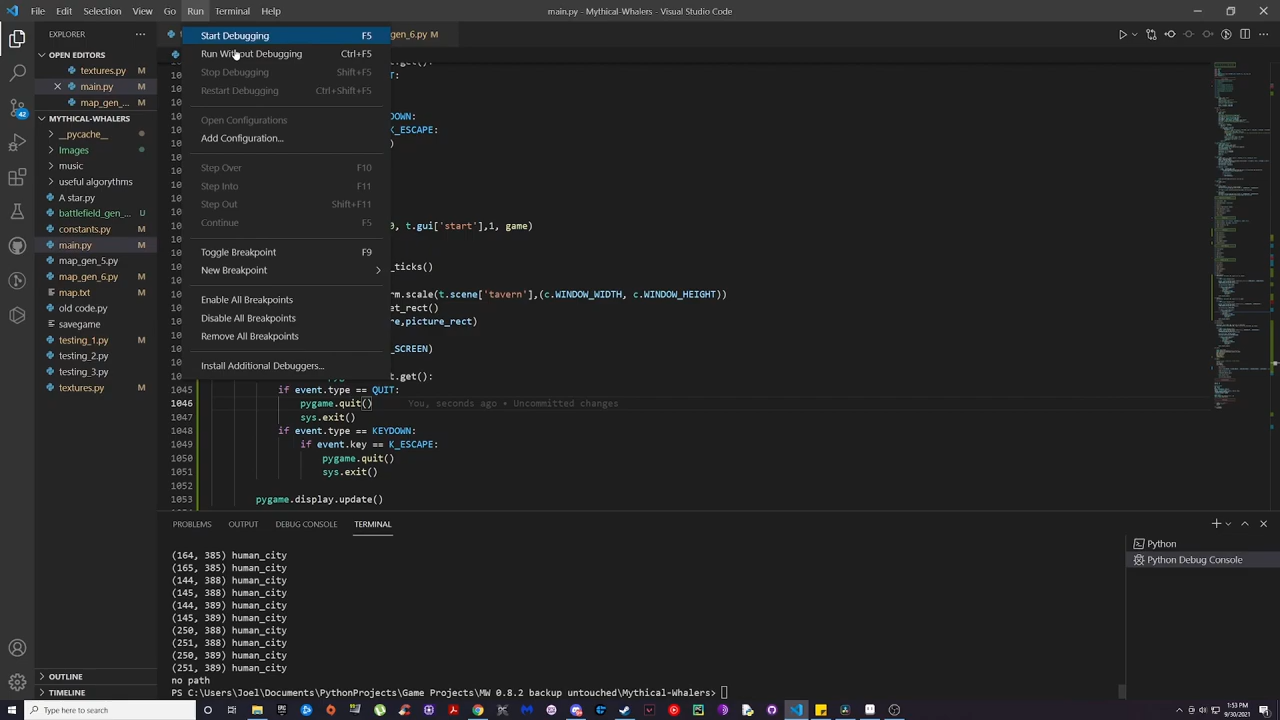 File Edit Selection View Go Run Terminal Help
main.py - Mythical-Whalers - Visual Studio Code
EXPLORER
OPEN EDITORS
textures.py M
main.py M
map_gen_... M
MYTHICAL-WHALERS
__pycache__
Images
music
useful algorythms
A star.py
battlefield_gen_... U
constants.py M
main.py M
map_gen_5.py
map_gen_6.py M
map.txt
old code.py
savegame
testing_1.py M
testing_2.py
testing_3.py
textures.py M
OUTLINE
TIMELINE
42
Start Debugging F5
Run Without Debugging Ctrl+F5
Stop Debugging Shift+F5
Restart Debugging Ctrl+Shift+F5
Open Configurations
Add Configuration...
Step Over F10
Step Into F11
Step Out Shift+F11
Continue F5
Toggle Breakpoint F9
New Breakpoint
Enable All Breakpoints
Disable All Breakpoints
Remove All Breakpoints
Install Additional Debuggers...
gen_6.py M
T:
KEYDOWN:
K_ESCAPE:
)
0, t.gui['start'],1, game)
_ticks()
rm.scale(t.scene['tavern'],(c.WINDOW_WIDTH, c.WINDOW_HEIGHT))
et_rect()
re,picture_rect)
_SCREEN)
.get():
1045 if event.type == QUIT:
1046 pygame.quit() You, seconds ago • Uncommitted changes
1047 sys.exit()
1048 if event.type == KEYDOWN:
1049 if event.key == K_ESCAPE:
1050 pygame.quit()
1051 sys.exit()
1052
1053 pygame.display.update()
PROBLEMS OUTPUT DEBUG CONSOLE TERMINAL
(164, 385) human_city
(165, 385) human_city
(144, 388) human_city
(145, 388) human_city
(144, 389) human_city
(145, 389) human_city
(250, 388) human_city
(251, 388) human_city
(250, 389) human_city
(251, 389) human_city
no path
PS C:\Users\Joel\Documents\PythonProjects\Game Projects\MW 0.8.2 backup untouched\Mythical-Whalers>
Python
Python Debug Console
Type here to search
1:53 PM
9/30/2021